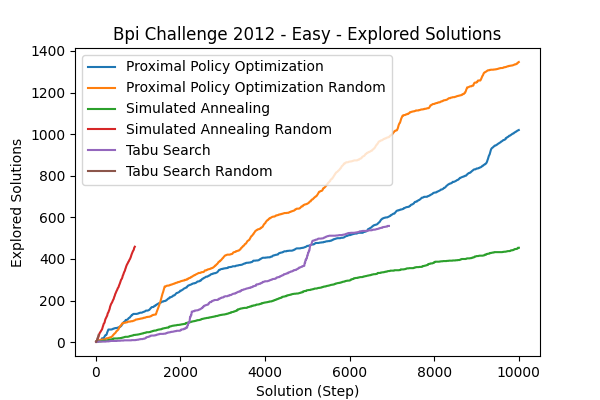 Bpi Challenge 2012 - Easy - Explored Solutions
Explored Solutions
1400
1200
1000
800
600
400
200
0
Proximal Policy Optimization
Proximal Policy Optimization Random
Simulated Annealing
Simulated Annealing Random
Tabu Search
Tabu Search Random
0 2000 4000 6000 8000 10000
Solution (Step)